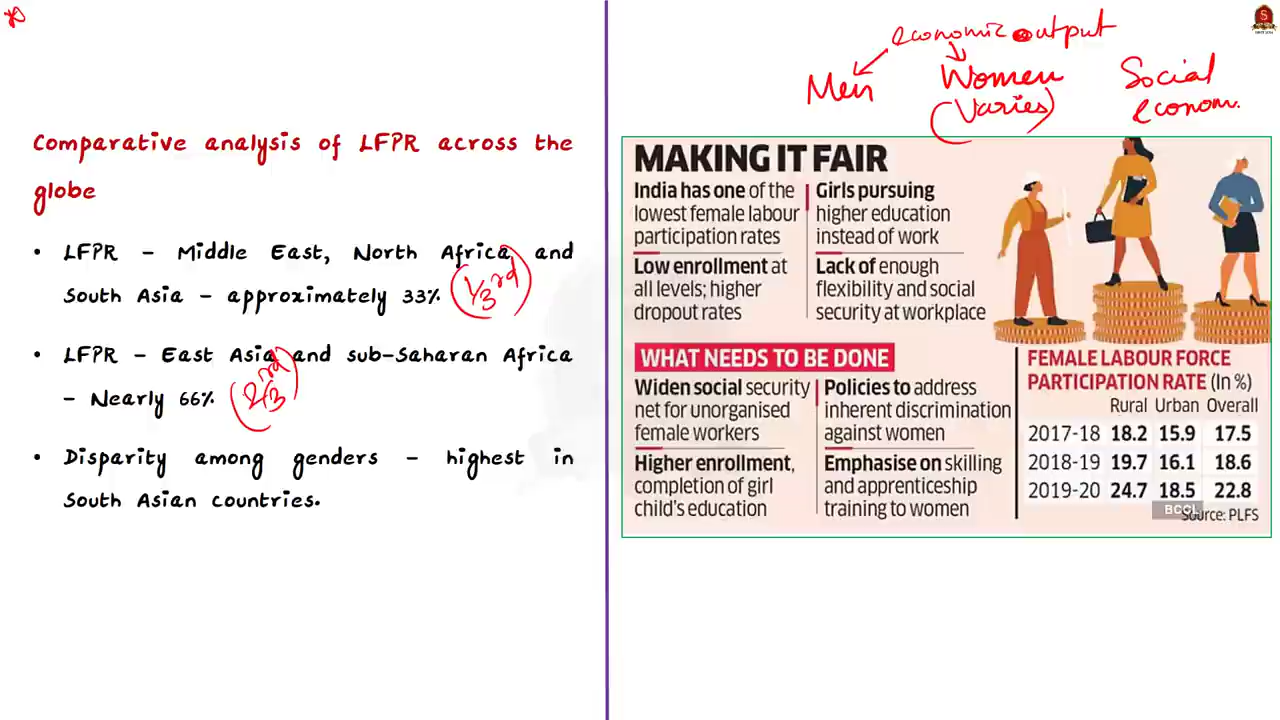 Comparative analysis of LFPR across the
globe
• LFPR – Middle East, North Africa and
South Asia – approximately 33%. (1/3rd)
• LFPR – East Asia and sub-Saharan Africa
– Nearly 66%. (2/3rd)
• Disparity among genders – highest in
South Asian countries.
economic output
Men
Women
(Varies)
Social
econom.
MAKING IT FAIR
India has one of the
lowest female labour
participation rates
Girls pursuing
higher education
instead of work
Low enrollment at
all levels; higher
dropout rates
Lack of enough
flexibility and social
security at workplace
WHAT NEEDS TO BE DONE
Widen social security
net for unorganised
female workers
Policies to address
inherent discrimination
against women
Higher enrollment,
completion of girl
child's education
Emphasise on skilling
and apprenticeship
training to women
FEMALE LABOUR FORCE
PARTICIPATION RATE (In %)
Rural Urban Overall
2017-18 18.2 15.9 17.5
2018-19 19.7 16.1 18.6
2019-20 24.7 18.5 22.8
BCCL
Source: PLFS